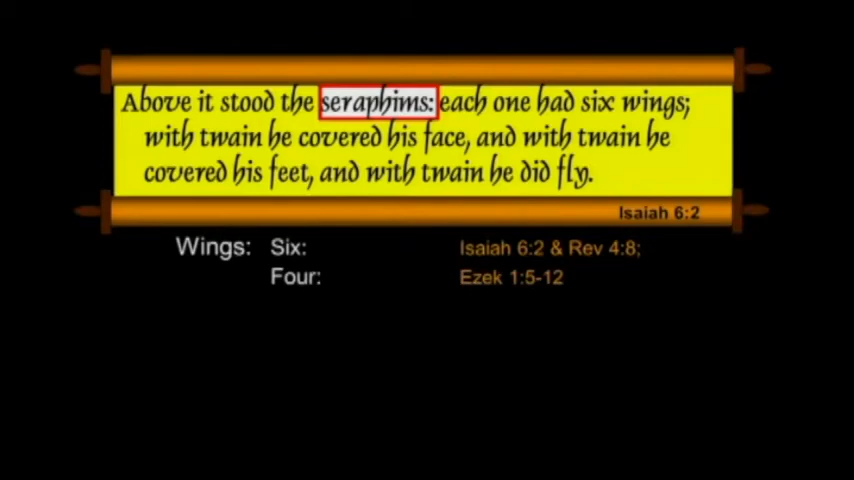 Above it stood the seraphims: each one had six wings;
with twain he covered his face, and with twain he
covered his feet, and with twain he did fly.
Isaiah 6:2
Wings: Six: Isaiah 6:2 & Rev 4:8;
Four: Ezek 1:5-12